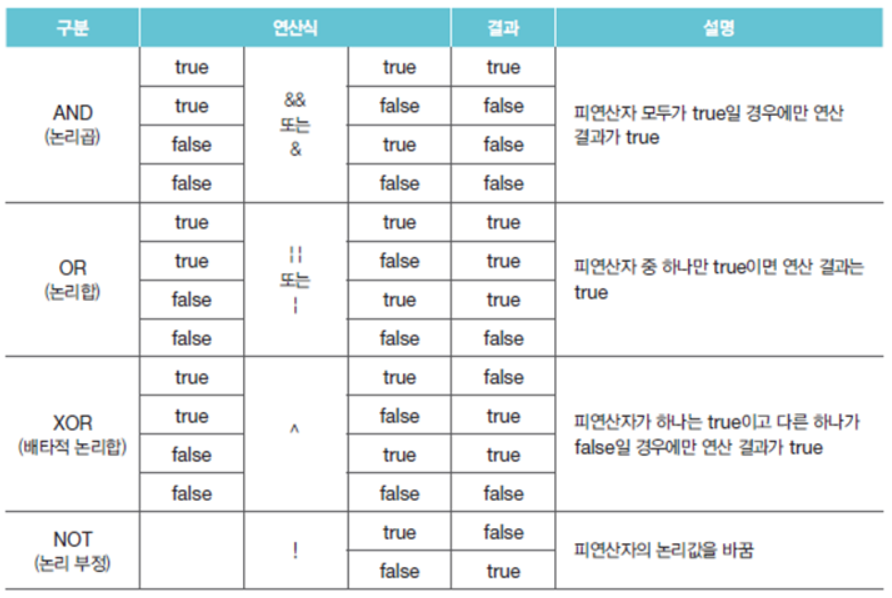 구분 연산식 결과 설명
AND
(논리곱)
true && 또는 & true true
true false false
false true false
false false false
피연산자 모두가 true일 경우에만 연산
결과가 true
OR
(논리합)
true || 또는 | true true
true false true
false true true
false false false
피연산자 중 하나만 true이면 연산 결과는
true
XOR
(배타적 논리합)
true ^ true false
true false true
false true true
false false false
피연산자가 하나는 true이고 다른 하나가
false일 경우에만 연산 결과가 true
NOT
(논리 부정)
! true false
false true
피연산자의 논리값을 바꿈